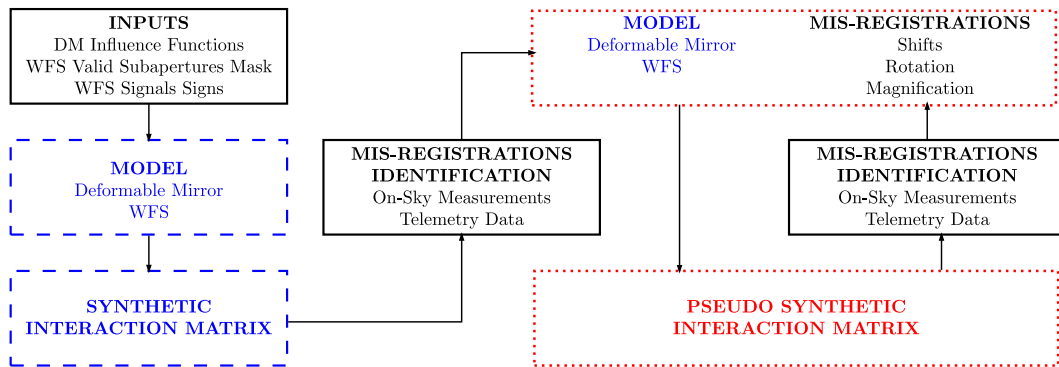 INPUTS
DM Influence Functions
WFS Valid Subapertures Mask
WFS Signals Signs
MODEL
Deformable Mirror
WFS
SYNTHETIC
INTERACTION MATRIX
MIS-REGISTRATIONS
IDENTIFICATION
On-Sky Measurements
Telemetry Data
MODEL
Deformable Mirror
WFS
MIS-REGISTRATIONS
Shifts
Rotation
Magnification
MIS-REGISTRATIONS
IDENTIFICATION
On-Sky Measurements
Telemetry Data
PSEUDO SYNTHETIC
INTERACTION MATRIX